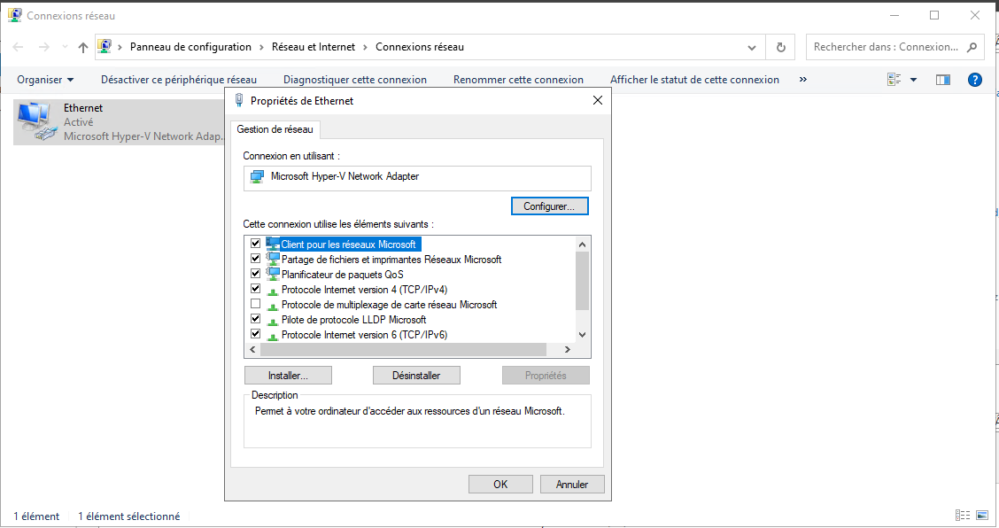 Connexions réseau
Panneau de configuration > Réseau et Internet > Connexions réseau
Rechercher dans : Connexion...
Organiser
Désactiver ce périphérique réseau
Diagnostiquer cette connexion
Renommer cette connexion
Afficher le statut de cette connexion
»
?
Ethernet
Activé
Microsoft Hyper-V Network Adap...
Propriétés de Ethernet
Gestion de réseau
Connexion en utilisant :
Microsoft Hyper-V Network Adapter
Configurer...
Cette connexion utilise les éléments suivants :
Client pour les réseaux Microsoft
Partage de fichiers et imprimantes Réseaux Microsoft
Planificateur de paquets QoS
Protocole Internet version 4 (TCP/IPv4)
Protocole de multiplexage de carte réseau Microsoft
Pilote de protocole LLDP Microsoft
Protocole Internet version 6 (TCP/IPv6)
Installer...
Désinstaller
Propriétés
Description
Permet à votre ordinateur d'accéder aux ressources d'un réseau Microsoft.
OK
Annuler
1 élément
1 élément sélectionné